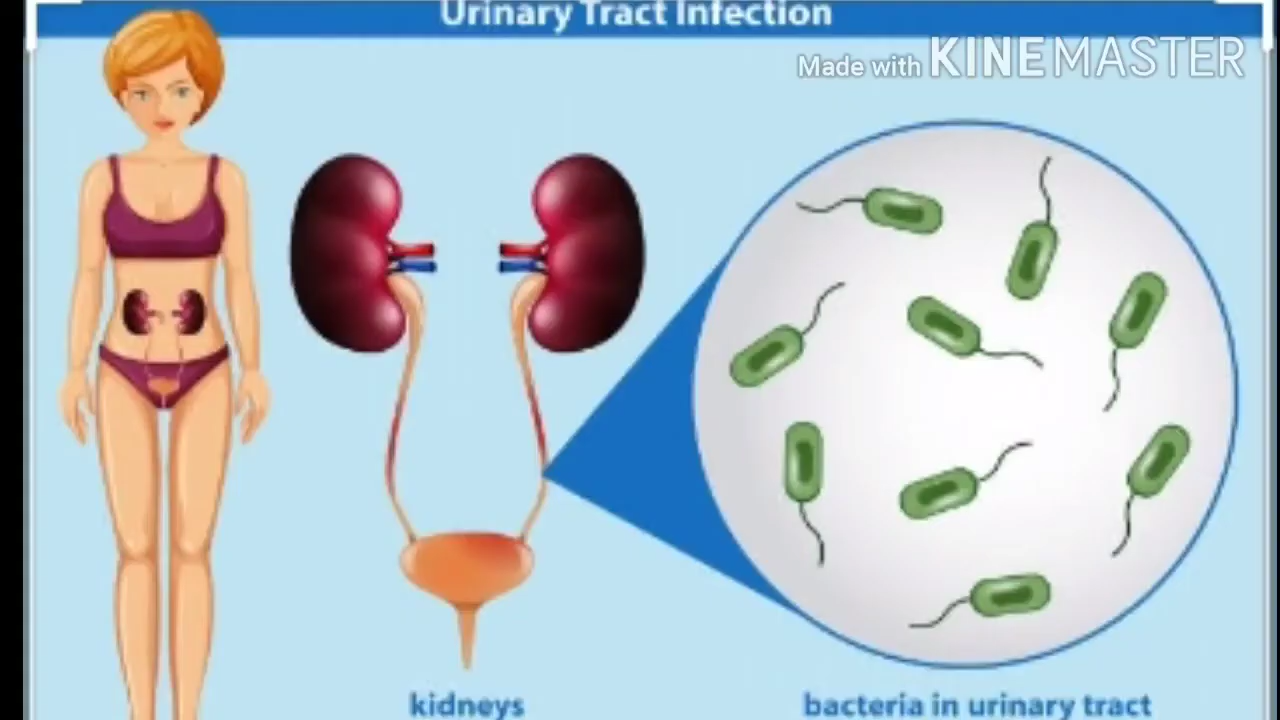 Urinary Tract Infection
Made with KINEMASTER
kidneys
bacteria in urinary tract